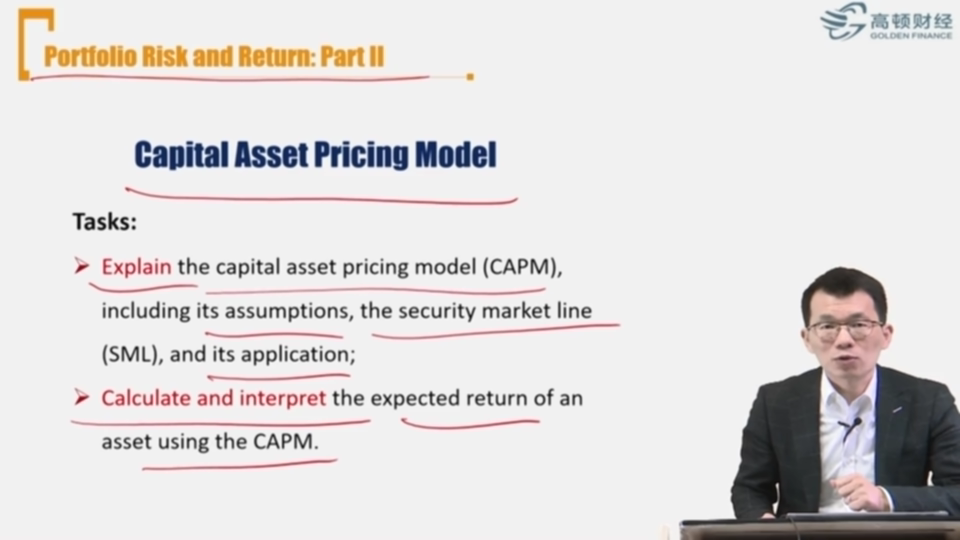 Portfolio Risk and Return: Part II
高顿财经
GOLDEN FINANCE
Capital Asset Pricing Model
Tasks:
Explain the capital asset pricing model (CAPM),
including its assumptions, the security market line
(SML), and its application;
Calculate and interpret the expected return of an
asset using the CAPM.